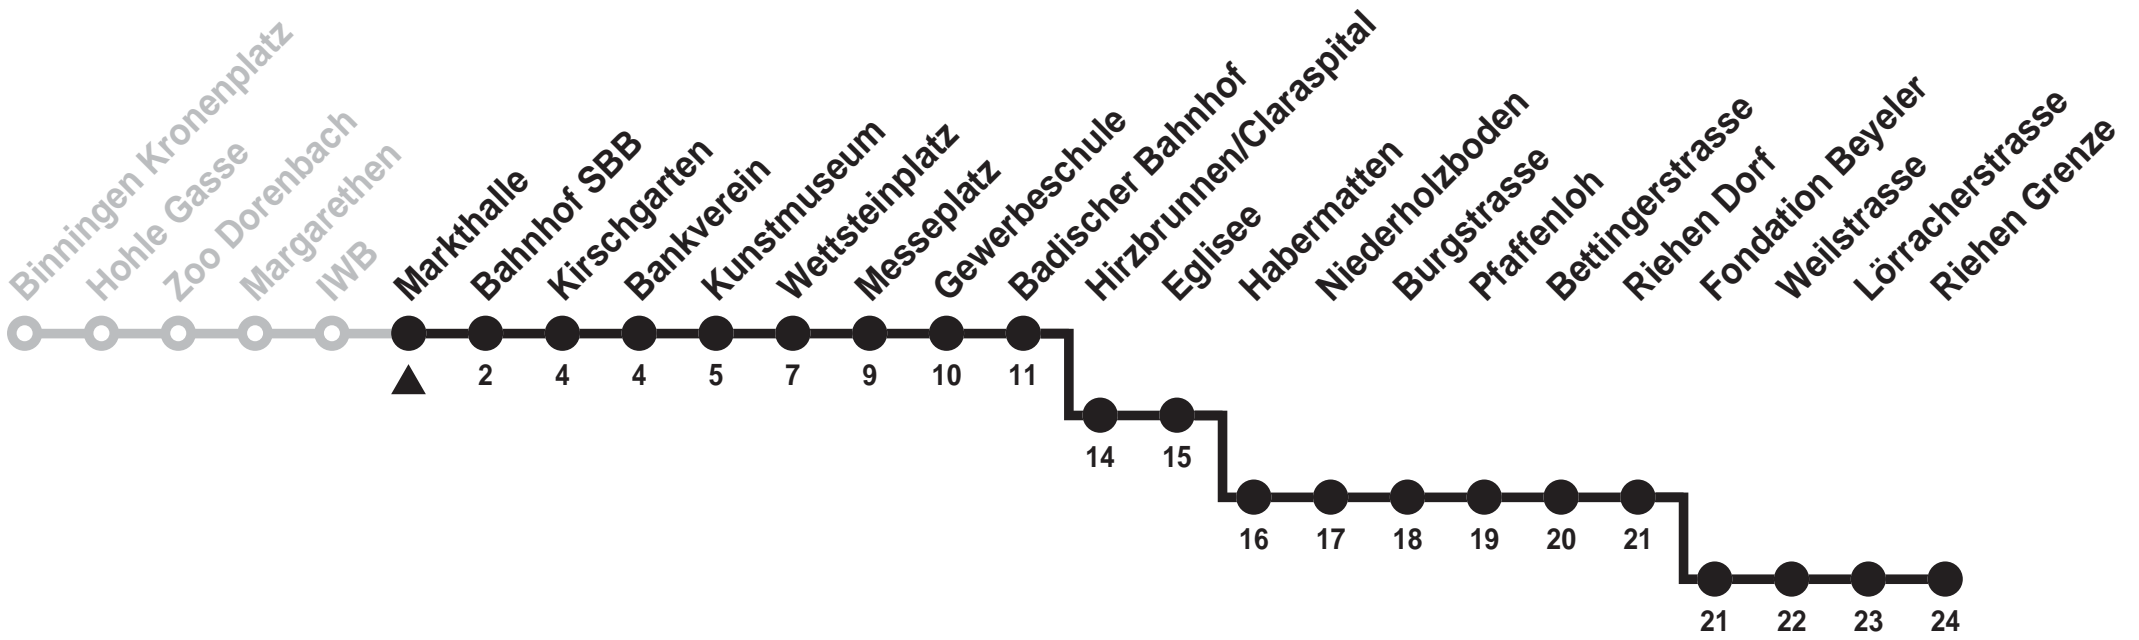 Binningen Kronenplatz
Hohle Gasse
Zoo Dorenbach
Margarethen
IWB
Markthalle
Bahnhof SBB
Kirschgarten
Bankverein
Kunstmuseum
Wettsteinplatz
Messeplatz
Gewerbeschule
Badischer Bahnhof
Hirzbrunnen/Claraspital
Eglisee
Habermatten
Niederholzboden
Burgstrasse
Pfaffenloh
Bettingerstrasse
Riehen Dorf
Fondation Beyeler
Weilstrasse
Lörracherstrasse
Riehen Grenze
2 4 4 5 7 9 10 11
14 15
16 17 18 19 20 21
21 22 23 24